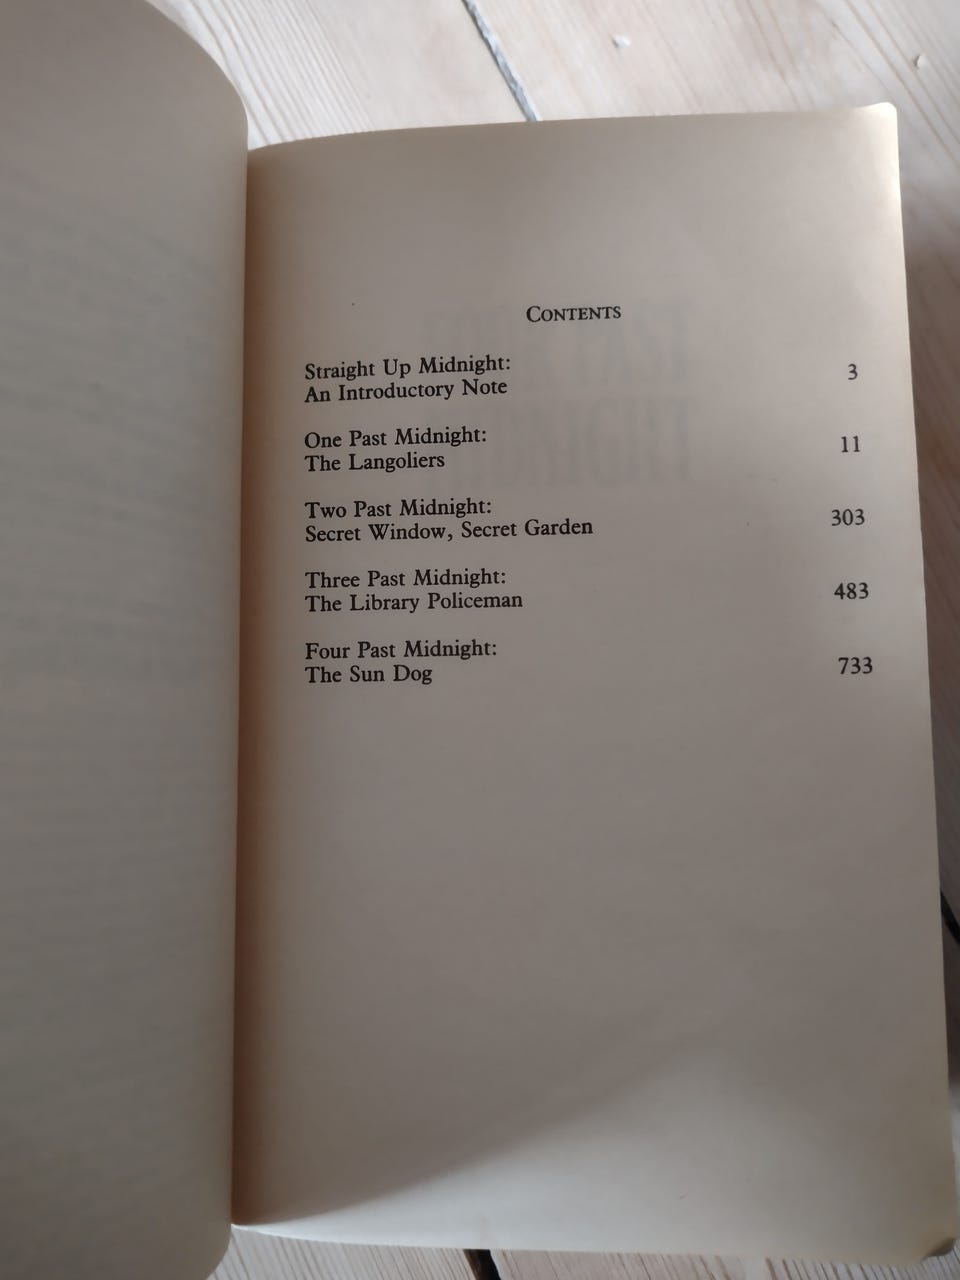 CONTENTS
Straight Up Midnight:
An Introductory Note 3
One Past Midnight:
The Langoliers 11
Two Past Midnight:
Secret Window, Secret Garden 303
Three Past Midnight:
The Library Policeman 483
Four Past Midnight:
The Sun Dog 733